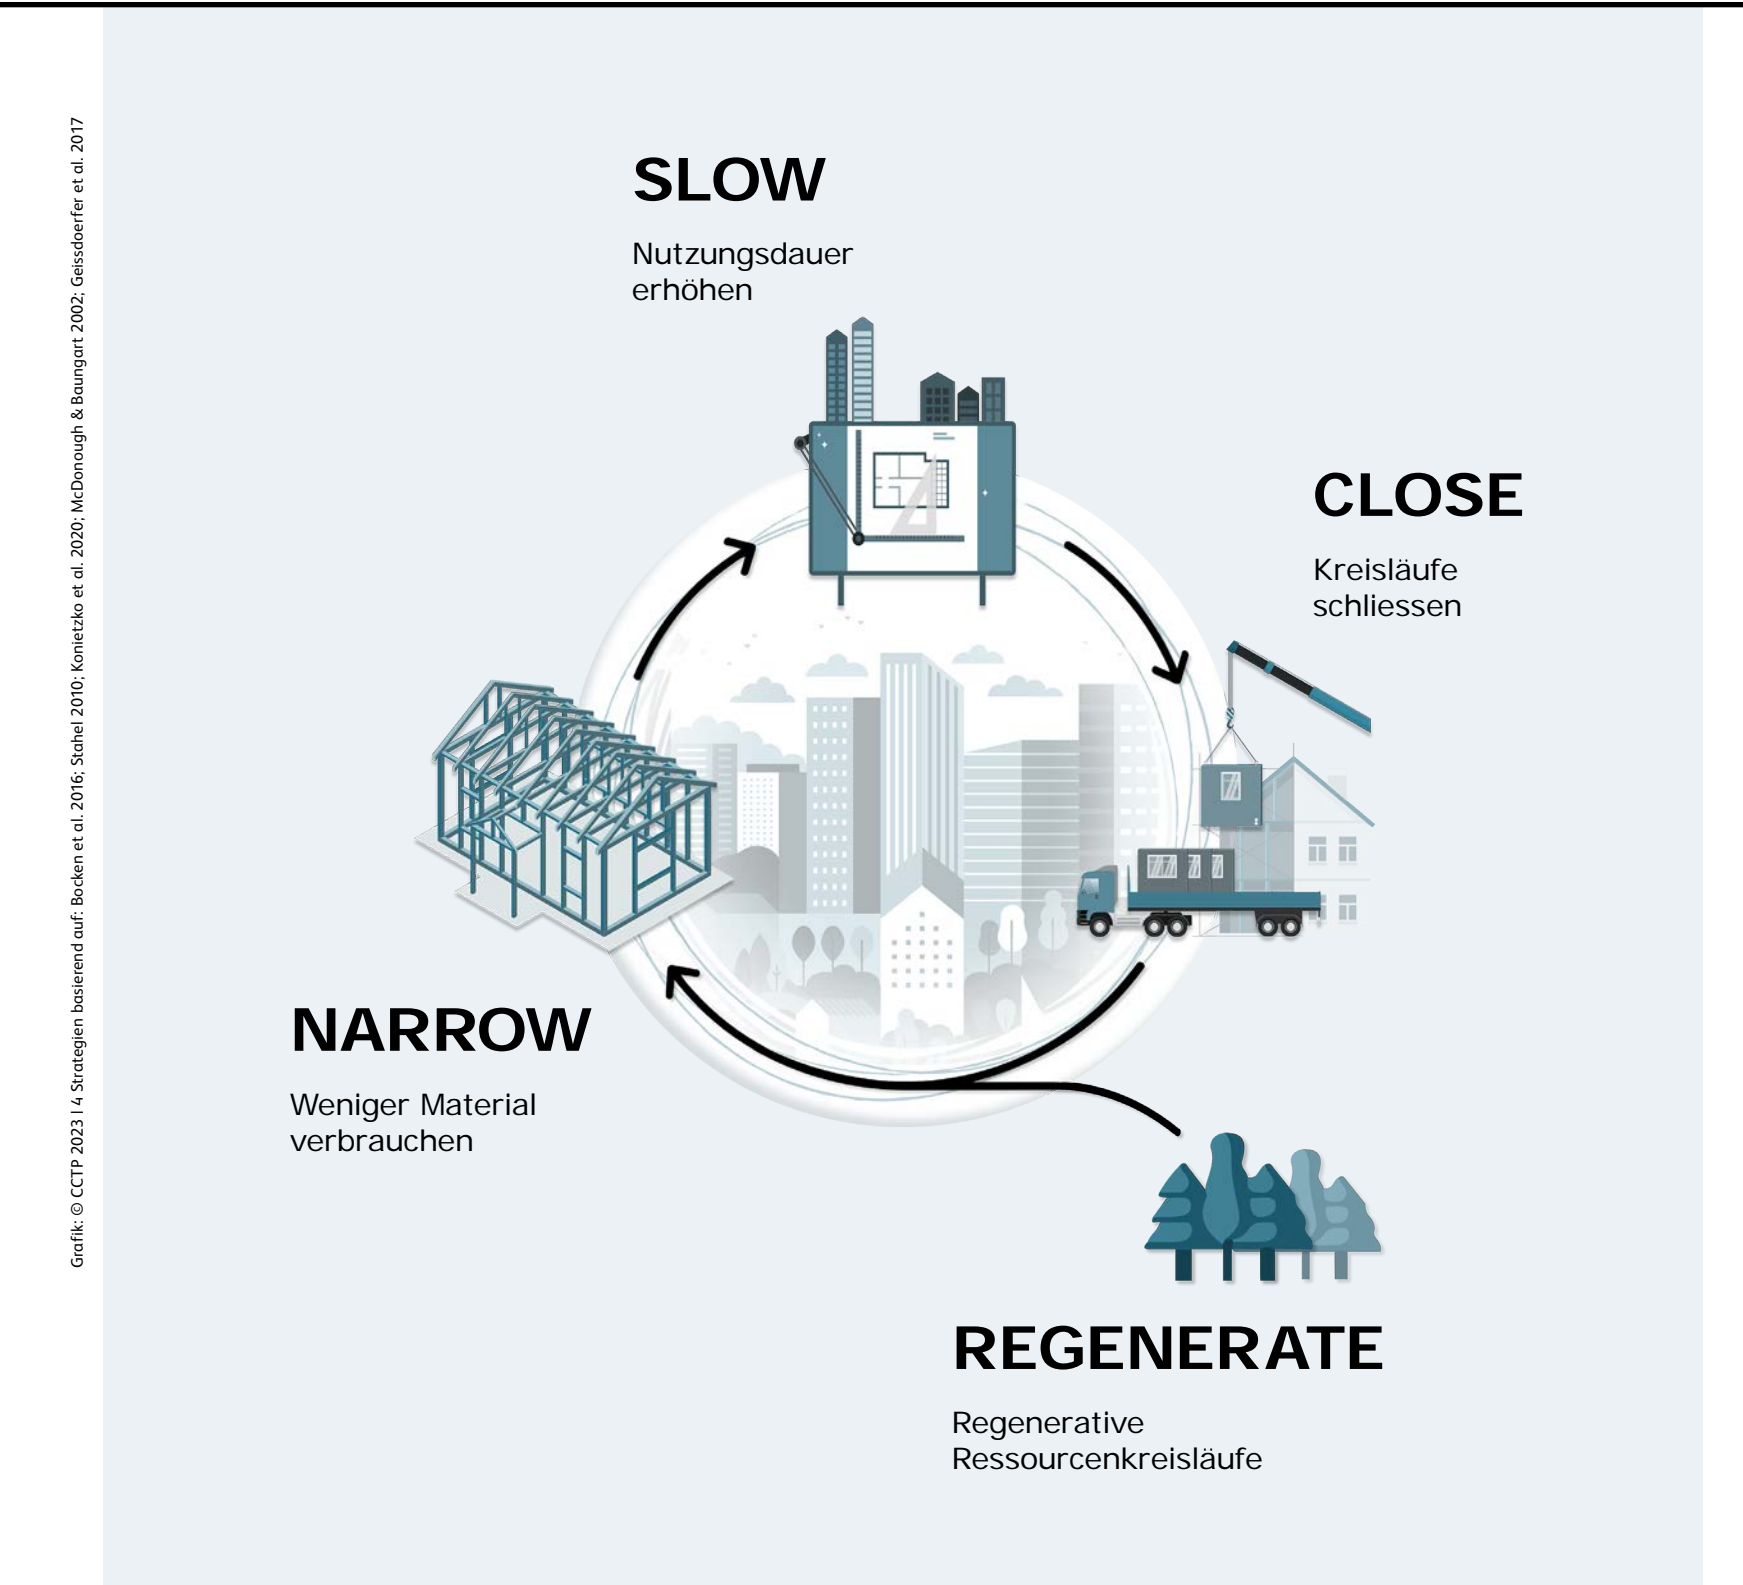 SLOW
Nutzungsdauer
erhöhen
CLOSE
Kreisläufe
schliessen
NARROW
Weniger Material
verbrauchen
REGENERATE
Regenerative
Ressourcenkreisläufe
Grafik: © CCTP 2023 I 4 Strategien basierend auf: Bocken et al. 2016; Stahel 2010; Konietzko et al. 2020; McDonough & Baungart 2002; Geissdoerfer et al. 2017